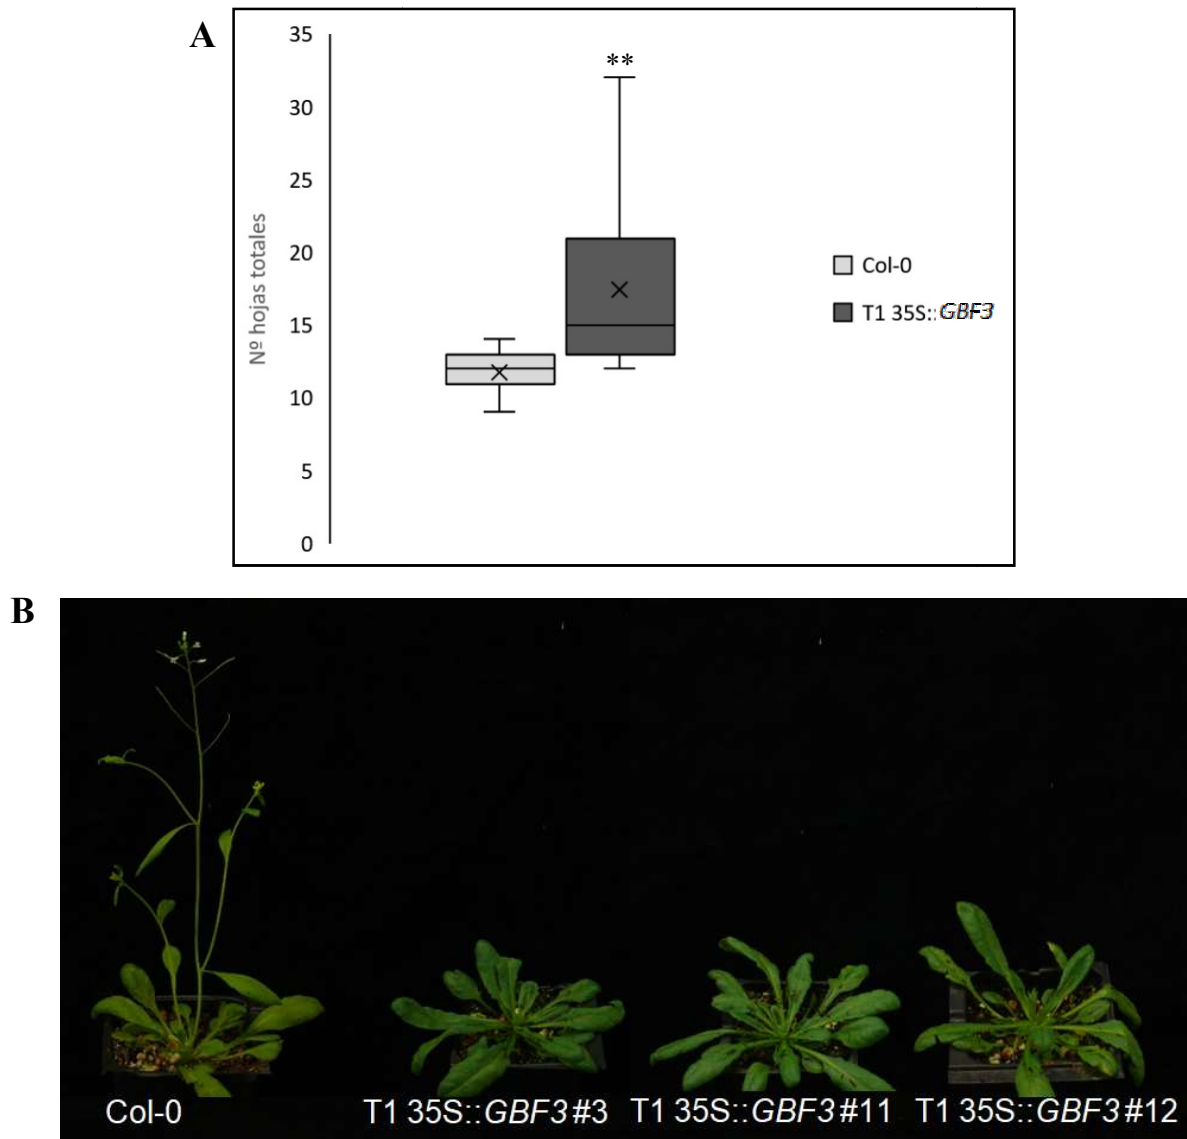 A
35
30
25
20
15
10
5
0
Nº hojas totales
**
Col-0
T1 35S::GBF3
B
Col-0
T1 35S::GBF3#3
T1 35S::GBF3#11
T1 35S::GBF3#12